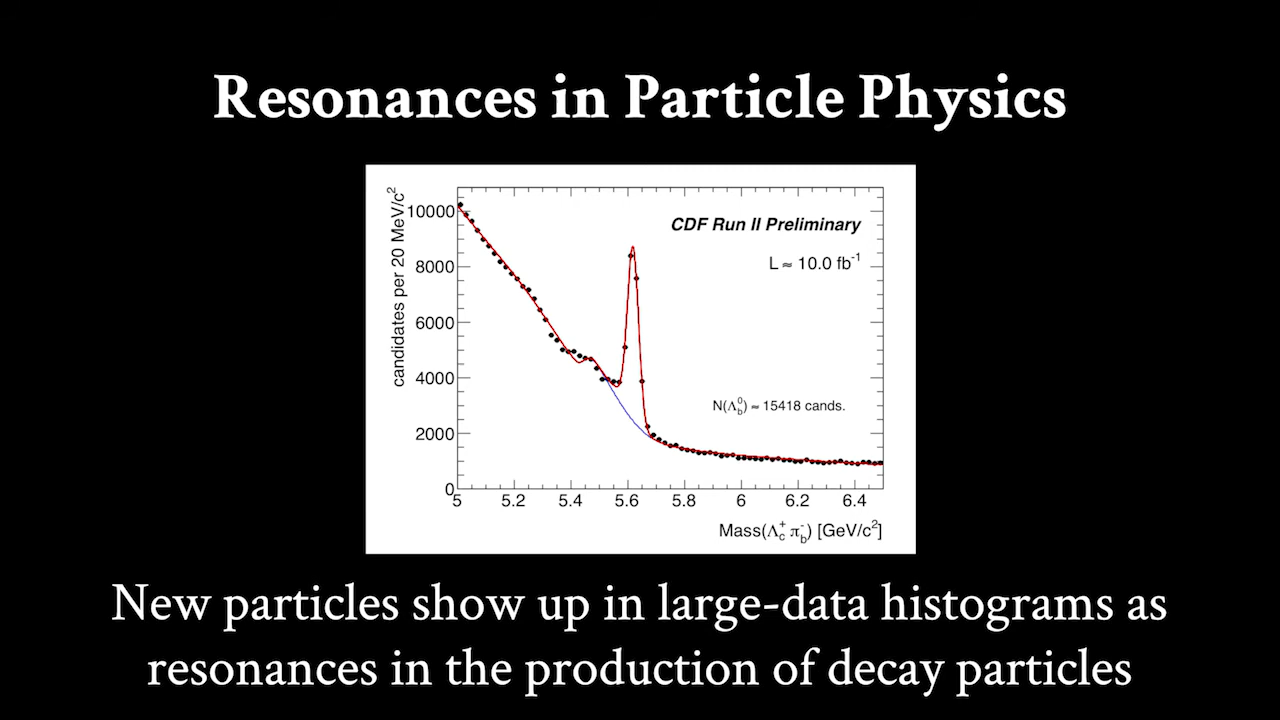 Resonances in Particle Physics
candidates per 20 MeV/c²
10000
8000
6000
4000
2000
0
CDF Run II Preliminary
L ≈ 10.0 fb⁻¹
N(Λ⁰_b) ≈ 15418 cands.
5 5.2 5.4 5.6 5.8 6 6.2 6.4
Mass(Λ⁺_c π⁻_b) [GeV/c²]
New particles show up in large-data histograms as
resonances in the production of decay particles